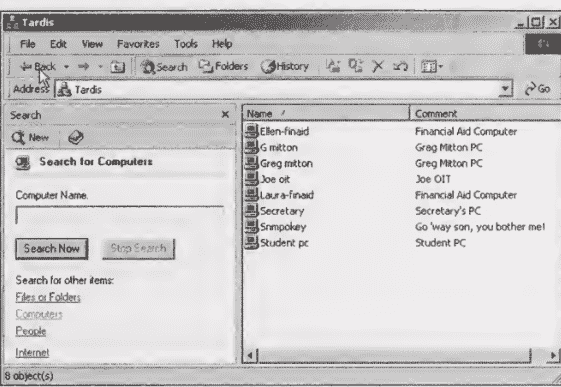 Tardis
File Edit View Favorites Tools Help
Back Search Folders History
Address Tardis Go
Search
New
Search for Computers
Computer Name:
Search Now Stop Search
Search for other items:
Files or Folders
Computers
People
Internet
Name Comment
Ellen-finaid Financial Aid Computer
G mitton Greg Mitton PC
Greg mitton Greg Mitton PC
Joe oit Joe OIT
Laura-finaid Financial Aid Computer
Secretary Secretary's PC
Snmpokey Go 'way son, you bother me!
Student pc Student PC
8 object(s)